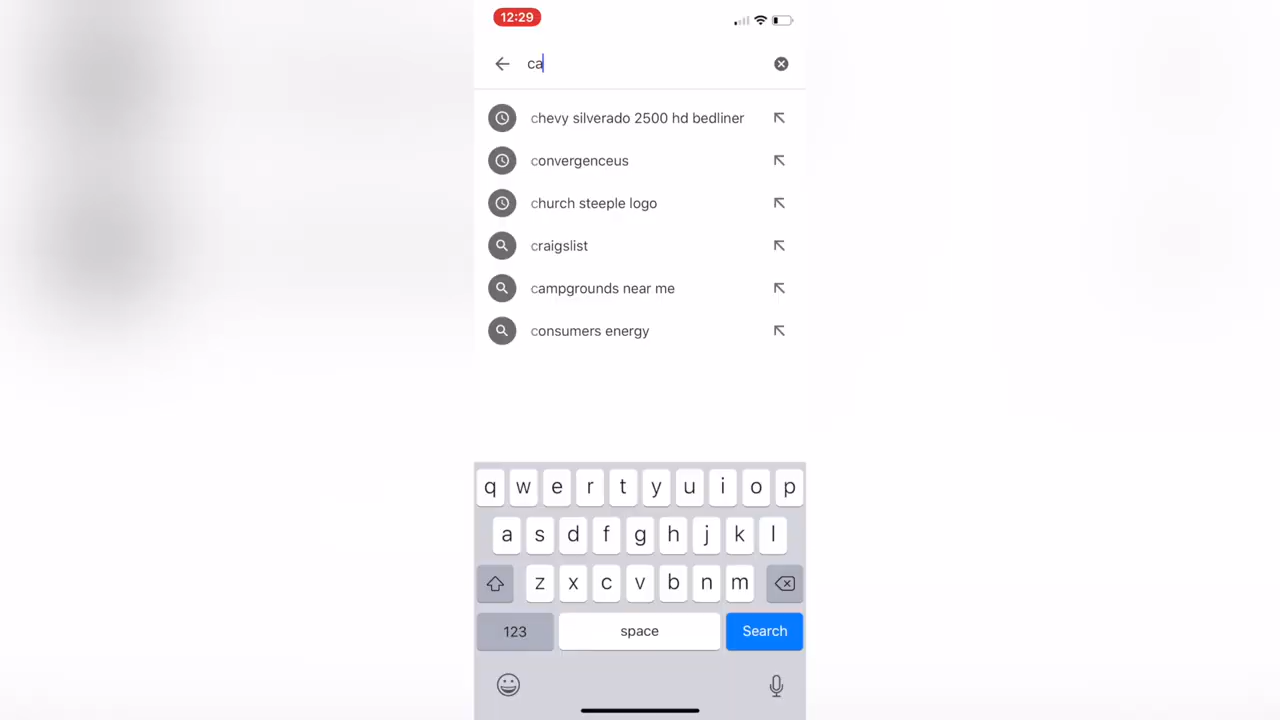 12:29
ca
chevy silverado 2500 hd bedliner
convergenceus
church steeple logo
craigslist
campgrounds near me
consumers energy
q w e r t y u i o p
a s d f g h j k l
z x c v b n m
123 space Search